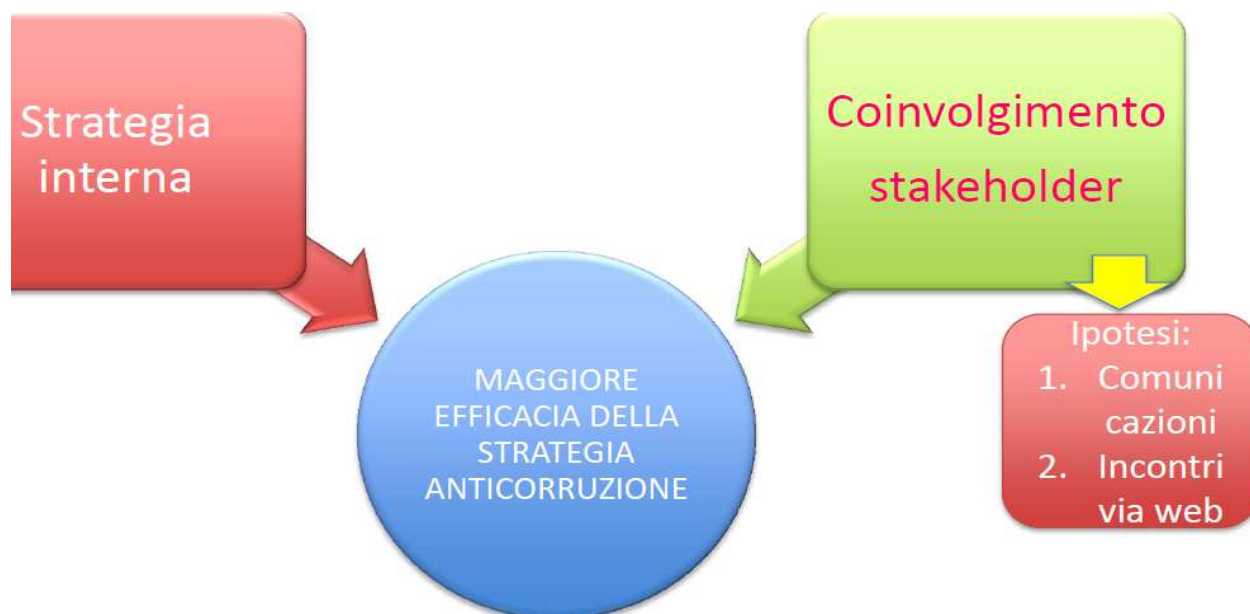 Strategia
interna
Coinvolgimento
stakeholder
MAGGIORE
EFFICACIA DELLA
STRATEGIA
ANTICORRUZIONE
Ipotesi:
1. Comuni
cazioni
2. Incontri
via web